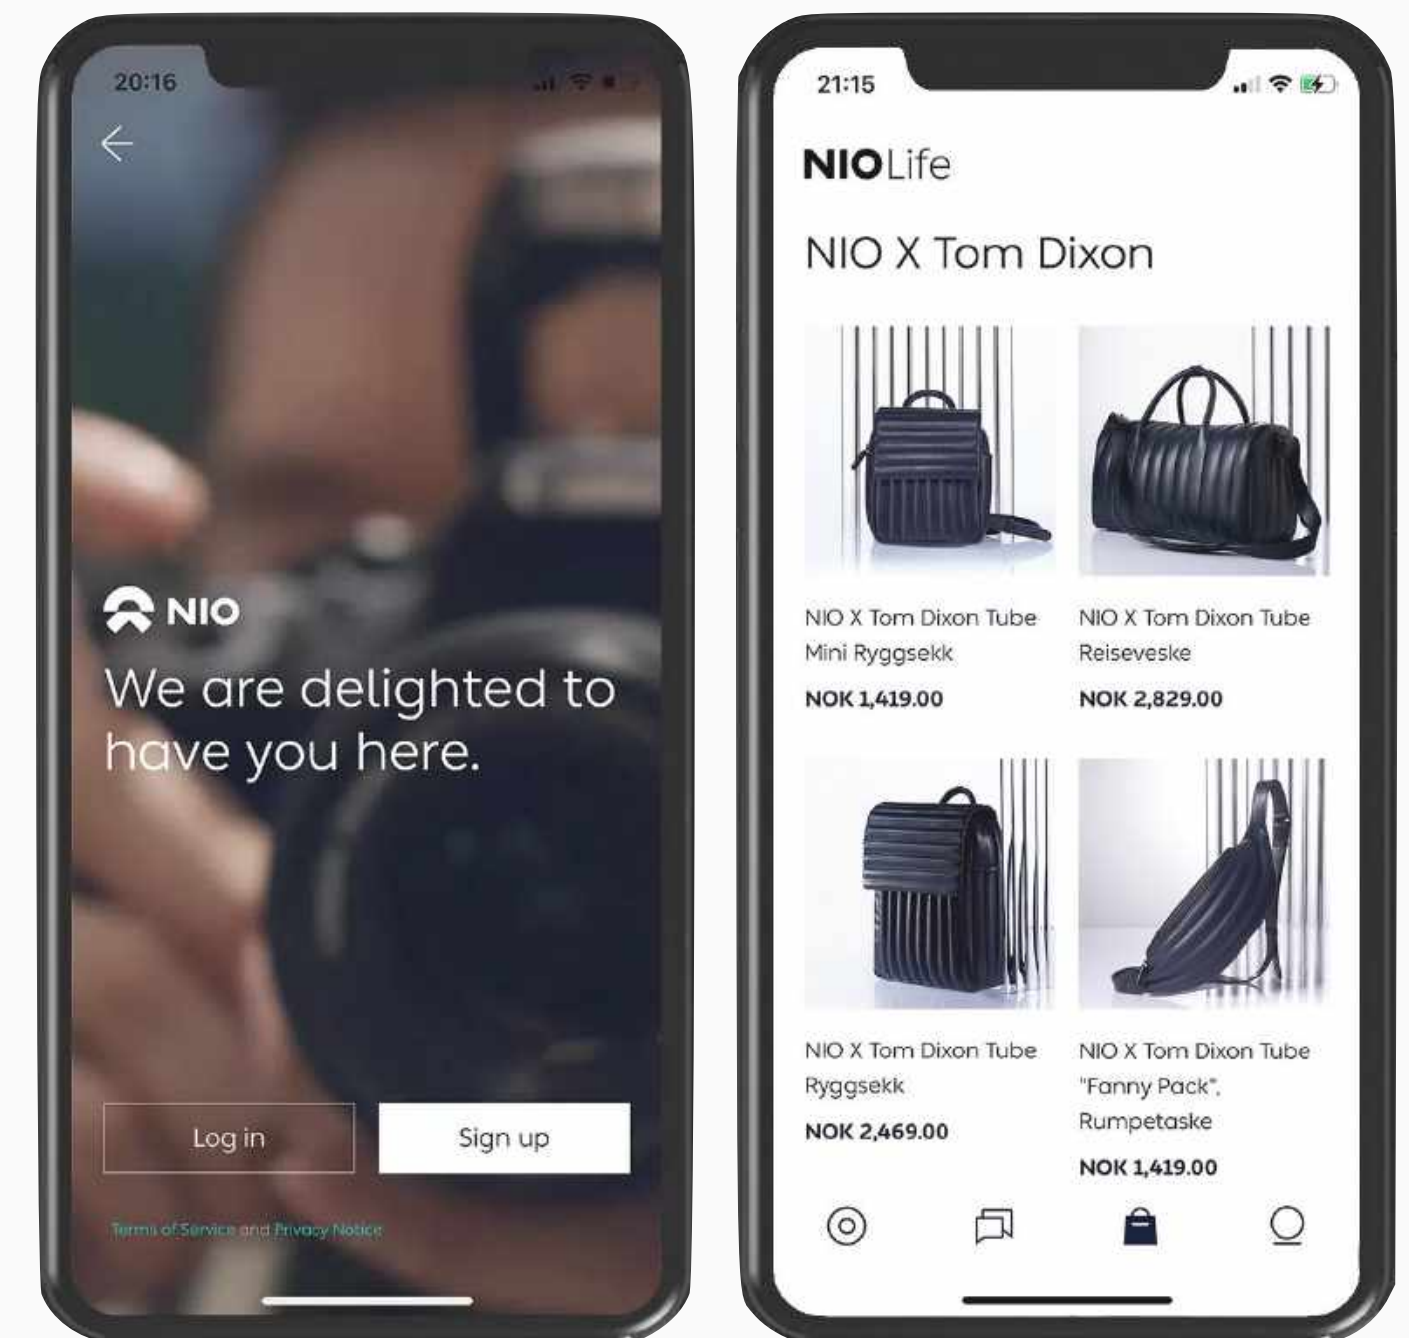 20:16
NIO
We are delighted to
have you here.
Log in
Sign up
Terms of Service and Privacy Notice
21:15
NIOLife
NIO X Tom Dixon
NIO X Tom Dixon Tube
Mini Ryggsekk
NOK 1,419.00
NIO X Tom Dixon Tube
Reiseveske
NOK 2,829.00
NIO X Tom Dixon Tube
Ryggsekk
NOK 2,469.00
NIO X Tom Dixon Tube
"Fanny Pack",
Rumpetaske
NOK 1,419.00